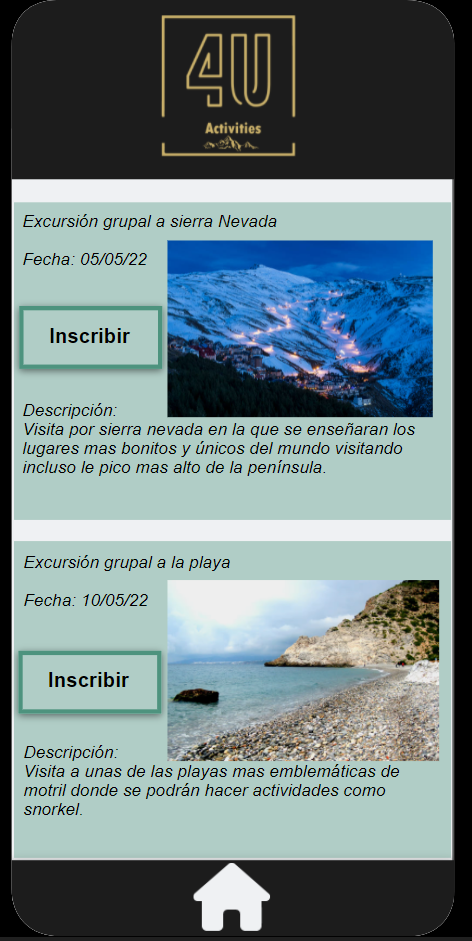 4U
Activities
Excursión grupal a sierra Nevada
Fecha: 05/05/22
Inscribir
Descripción:
Visita por sierra nevada en la que se enseñaran los
lugares mas bonitos y únicos del mundo visitando
incluso le pico mas alto de la península.
Excursión grupal a la playa
Fecha: 10/05/22
Inscribir
Descripción:
Visita a unas de las playas mas emblemáticas de
motril donde se podrán hacer actividades como
snorkel.